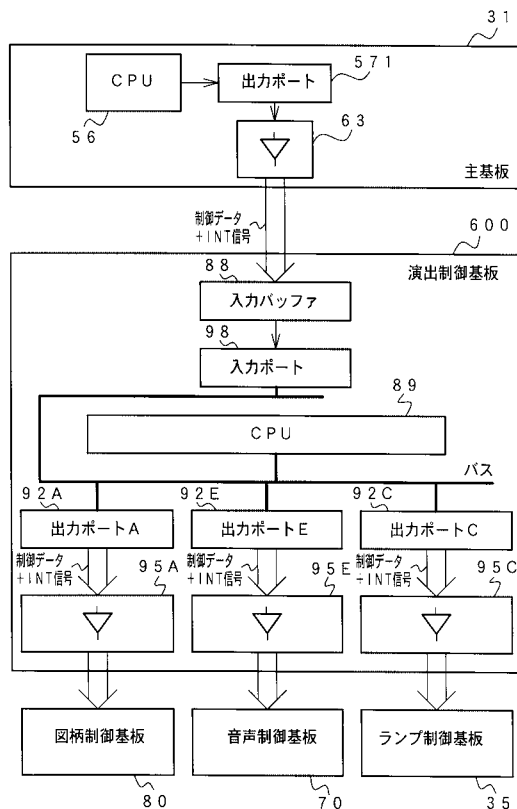 31
CPU
出力ポート
571
56
63
主基板
制御データ
+INT信号
600
88
演出制御基板
入力バッファ
98
入力ポート
89
CPU
バス
92A
92E
92C
出力ポートA
出力ポートE
出力ポートC
制御データ
+INT信号
95A
制御データ
+INT信号
95E
制御データ
+INT信号
95C
図柄制御基板
音声制御基板
ランプ制御基板
80
70
35